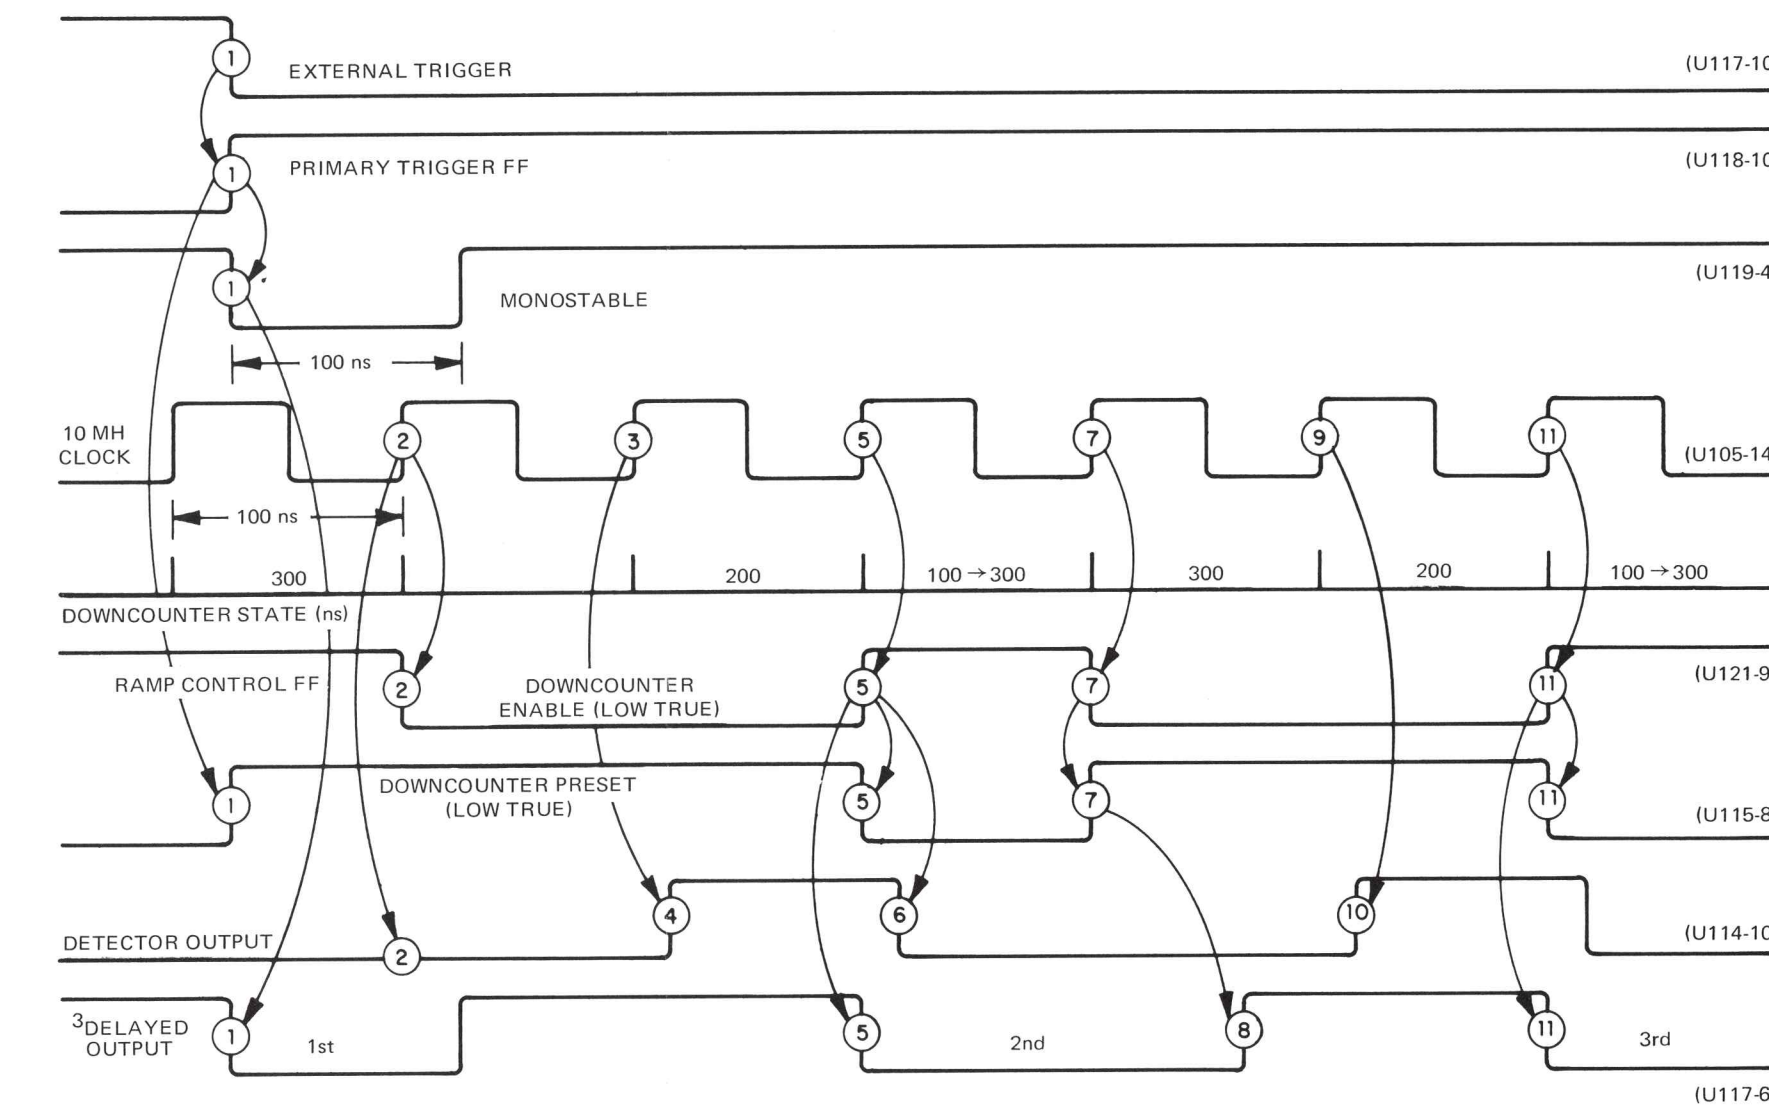 1
EXTERNAL TRIGGER
(U117-10
1
PRIMARY TRIGGER FF
(U118-10
1
MONOSTABLE
(U119-4
100 ns
10 MH
CLOCK
2
3
5
7
9
11
(U105-14
100 ns
300
200
100→300
300
200
100→300
DOWNCOUNTER STATE (ns)
RAMP CONTROL FF
2
DOWNCOUNTER
ENABLE (LOW TRUE)
5
7
11
(U121-9
1
DOWNCOUNTER PRESET
(LOW TRUE)
5
7
11
(U115-8
DETECTOR OUTPUT
2
4
6
10
(U114-10
3DELAYED
OUTPUT
1
1st
5
2nd
8
11
3rd
(U117-6